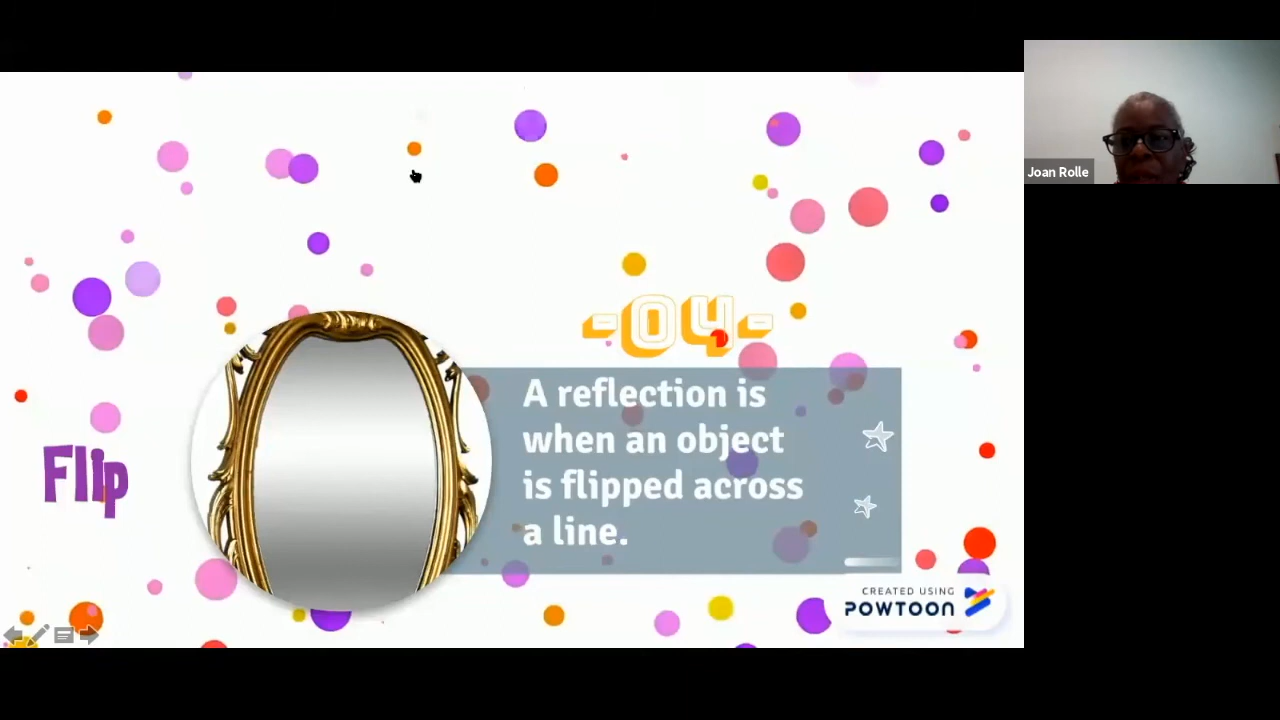 Joan Rolle
-04-
A reflection is
when an object
is flipped across
a line.
Flip
CREATED USING
POWTOON